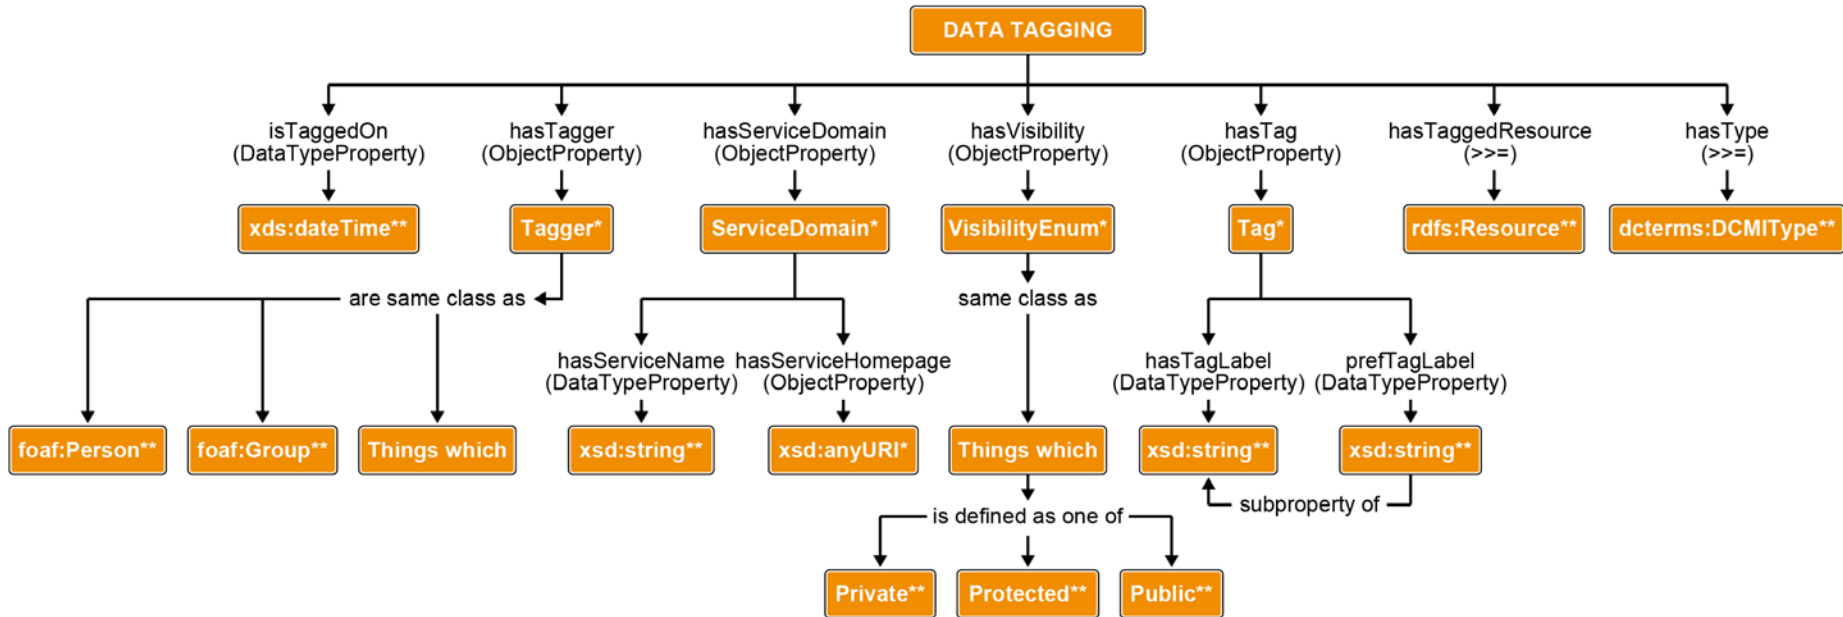 DATA TAGGING
isTaggedOn
(DataTypeProperty)
hasTagger
(ObjectProperty)
hasServiceDomain
(ObjectProperty)
hasVisibility
(ObjectProperty)
hasTag
(ObjectProperty)
hasTaggedResource
(>>=)
hasType
(>>=)
xds:dateTime**
Tagger*
ServiceDomain*
VisibilityEnum*
Tag*
rdfs:Resource**
dcterms:DCMIType**
are same class as
same class as
hasServiceName
(DataTypeProperty)
hasServiceHomepage
(ObjectProperty)
hasTagLabel
(DataTypeProperty)
prefTagLabel
(DataTypeProperty)
foaf:Person**
foaf:Group**
Things which
xsd:string**
xsd:anyURI*
Things which
xsd:string**
xsd:string**
subproperty of
is defined as one of
Private**
Protected**
Public**